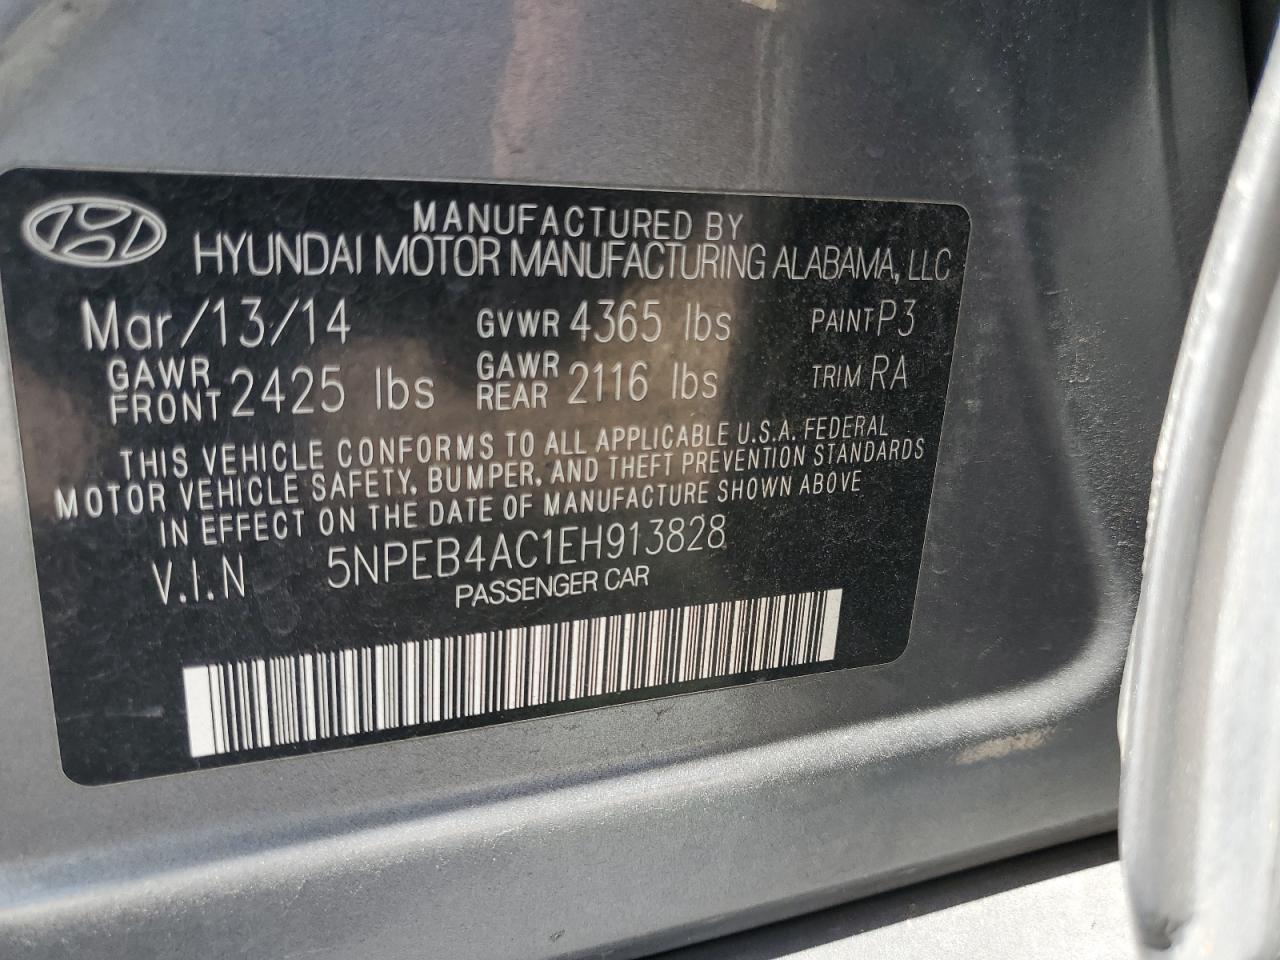 MANUFACTURED BY
HYUNDAI MOTOR MANUFACTURING ALABAMA, LLC
Mar/13/14 GVWR 4365 lbs PAINT P3
GAWR FRONT 2425 lbs GAWR REAR 2116 lbs TRIM RA
THIS VEHICLE CONFORMS TO ALL APPLICABLE U.S.A. FEDERAL
MOTOR VEHICLE SAFETY, BUMPER, AND THEFT PREVENTION STANDARDS
IN EFFECT ON THE DATE OF MANUFACTURE SHOWN ABOVE
V.I.N 5NPEB4AC1EH913828
PASSENGER CAR